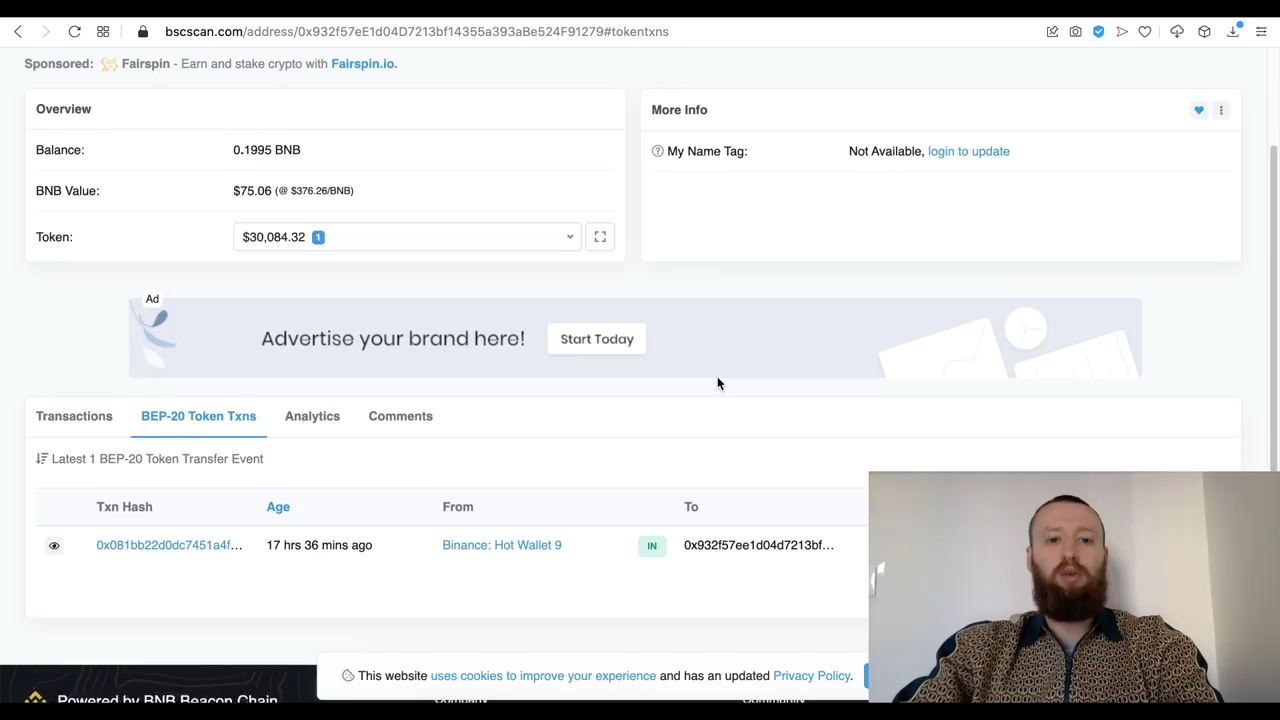 bscscan.com/address/0x932f57eE1d04D7213bf14355a393aBe524F91279#tokentxns
Sponsored: Fairspin - Earn and stake crypto with Fairspin.io.
Overview
Balance: 0.1995 BNB
BNB Value: $75.06 (@ $376.26/BNB)
Token: $30,084.32 1
More Info
My Name Tag: Not Available, login to update
Ad
Advertise your brand here! Start Today
Transactions BEP-20 Token Txns Analytics Comments
Latest 1 BEP-20 Token Transfer Event
Txn Hash Age From To
0x081bb22d0dc7451a4f... 17 hrs 36 mins ago Binance: Hot Wallet 9 IN 0x932f57ee1d04d7213bf...
This website uses cookies to improve your experience and has an updated Privacy Policy.
Powered by BNB Beacon Chain
Company Community